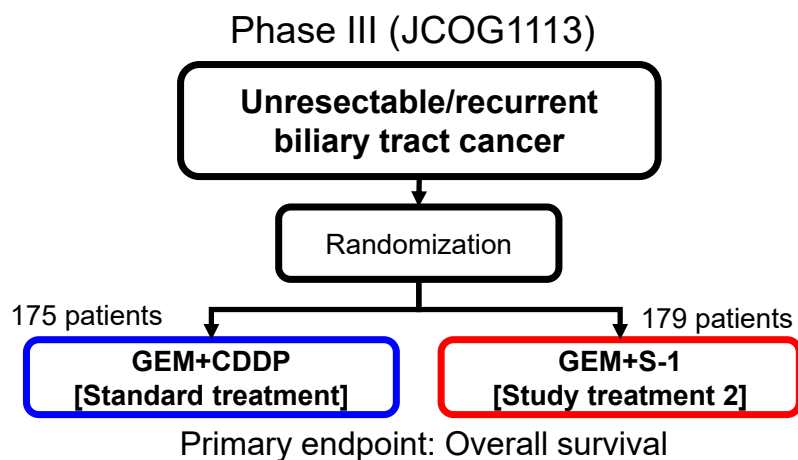 Phase III (JCOG1113)
Unresectable/recurrent
biliary tract cancer
Randomization
175 patients
179 patients
GEM+CDDP
[Standard treatment]
GEM+S-1
[Study treatment 2]
Primary endpoint: Overall survival